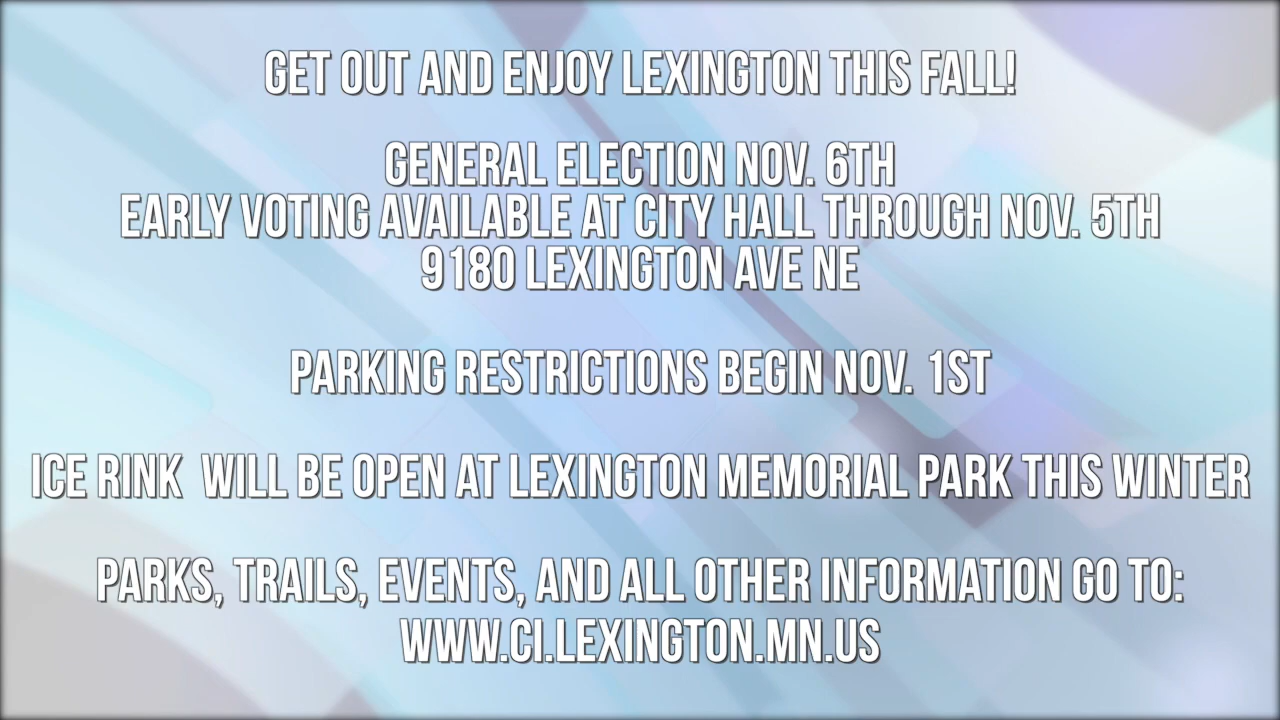 GET OUT AND ENJOY LEXINGTON THIS FALL!
GENERAL ELECTION NOV. 6TH
EARLY VOTING AVAILABLE AT CITY HALL THROUGH NOV. 5TH
9180 LEXINGTON AVE NE
PARKING RESTRICTIONS BEGIN NOV. 1ST
ICE RINK  WILL BE OPEN AT LEXINGTON MEMORIAL PARK THIS WINTER
PARKS, TRAILS, EVENTS, AND ALL OTHER INFORMATION GO TO:
WWW.CI.LEXINGTON.MN.US